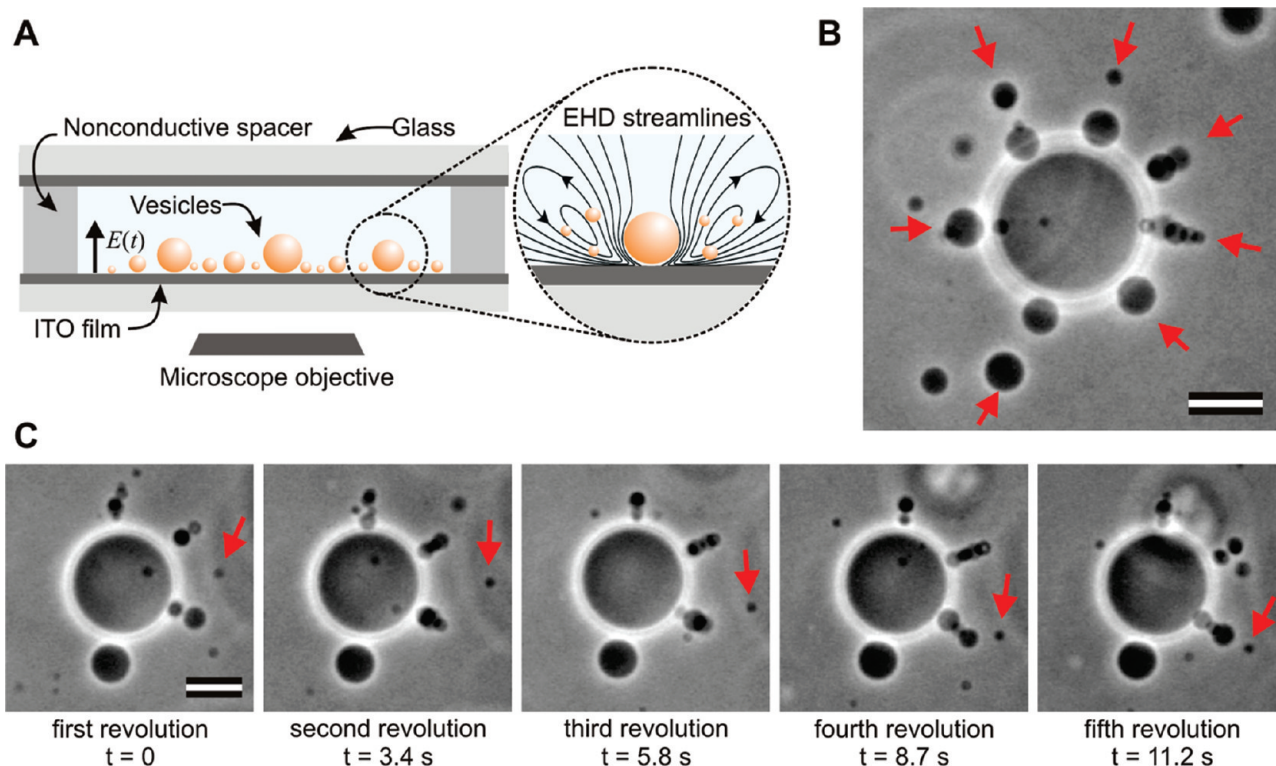 A
B
Nonconductive spacer
Glass
EHD streamlines
Vesicles
E(t)
ITO film
Microscope objective
C
first revolution
t = 0
second revolution
t = 3.4 s
third revolution
t = 5.8 s
fourth revolution
t = 8.7 s
fifth revolution
t = 11.2 s